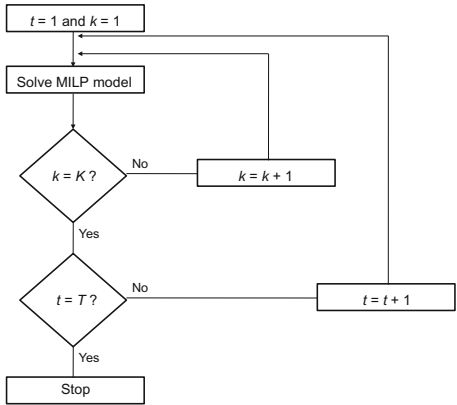 t = 1 and k = 1
Solve MILP model
k = K ?
No
k = k + 1
Yes
t = T ?
No
t = t + 1
Yes
Stop